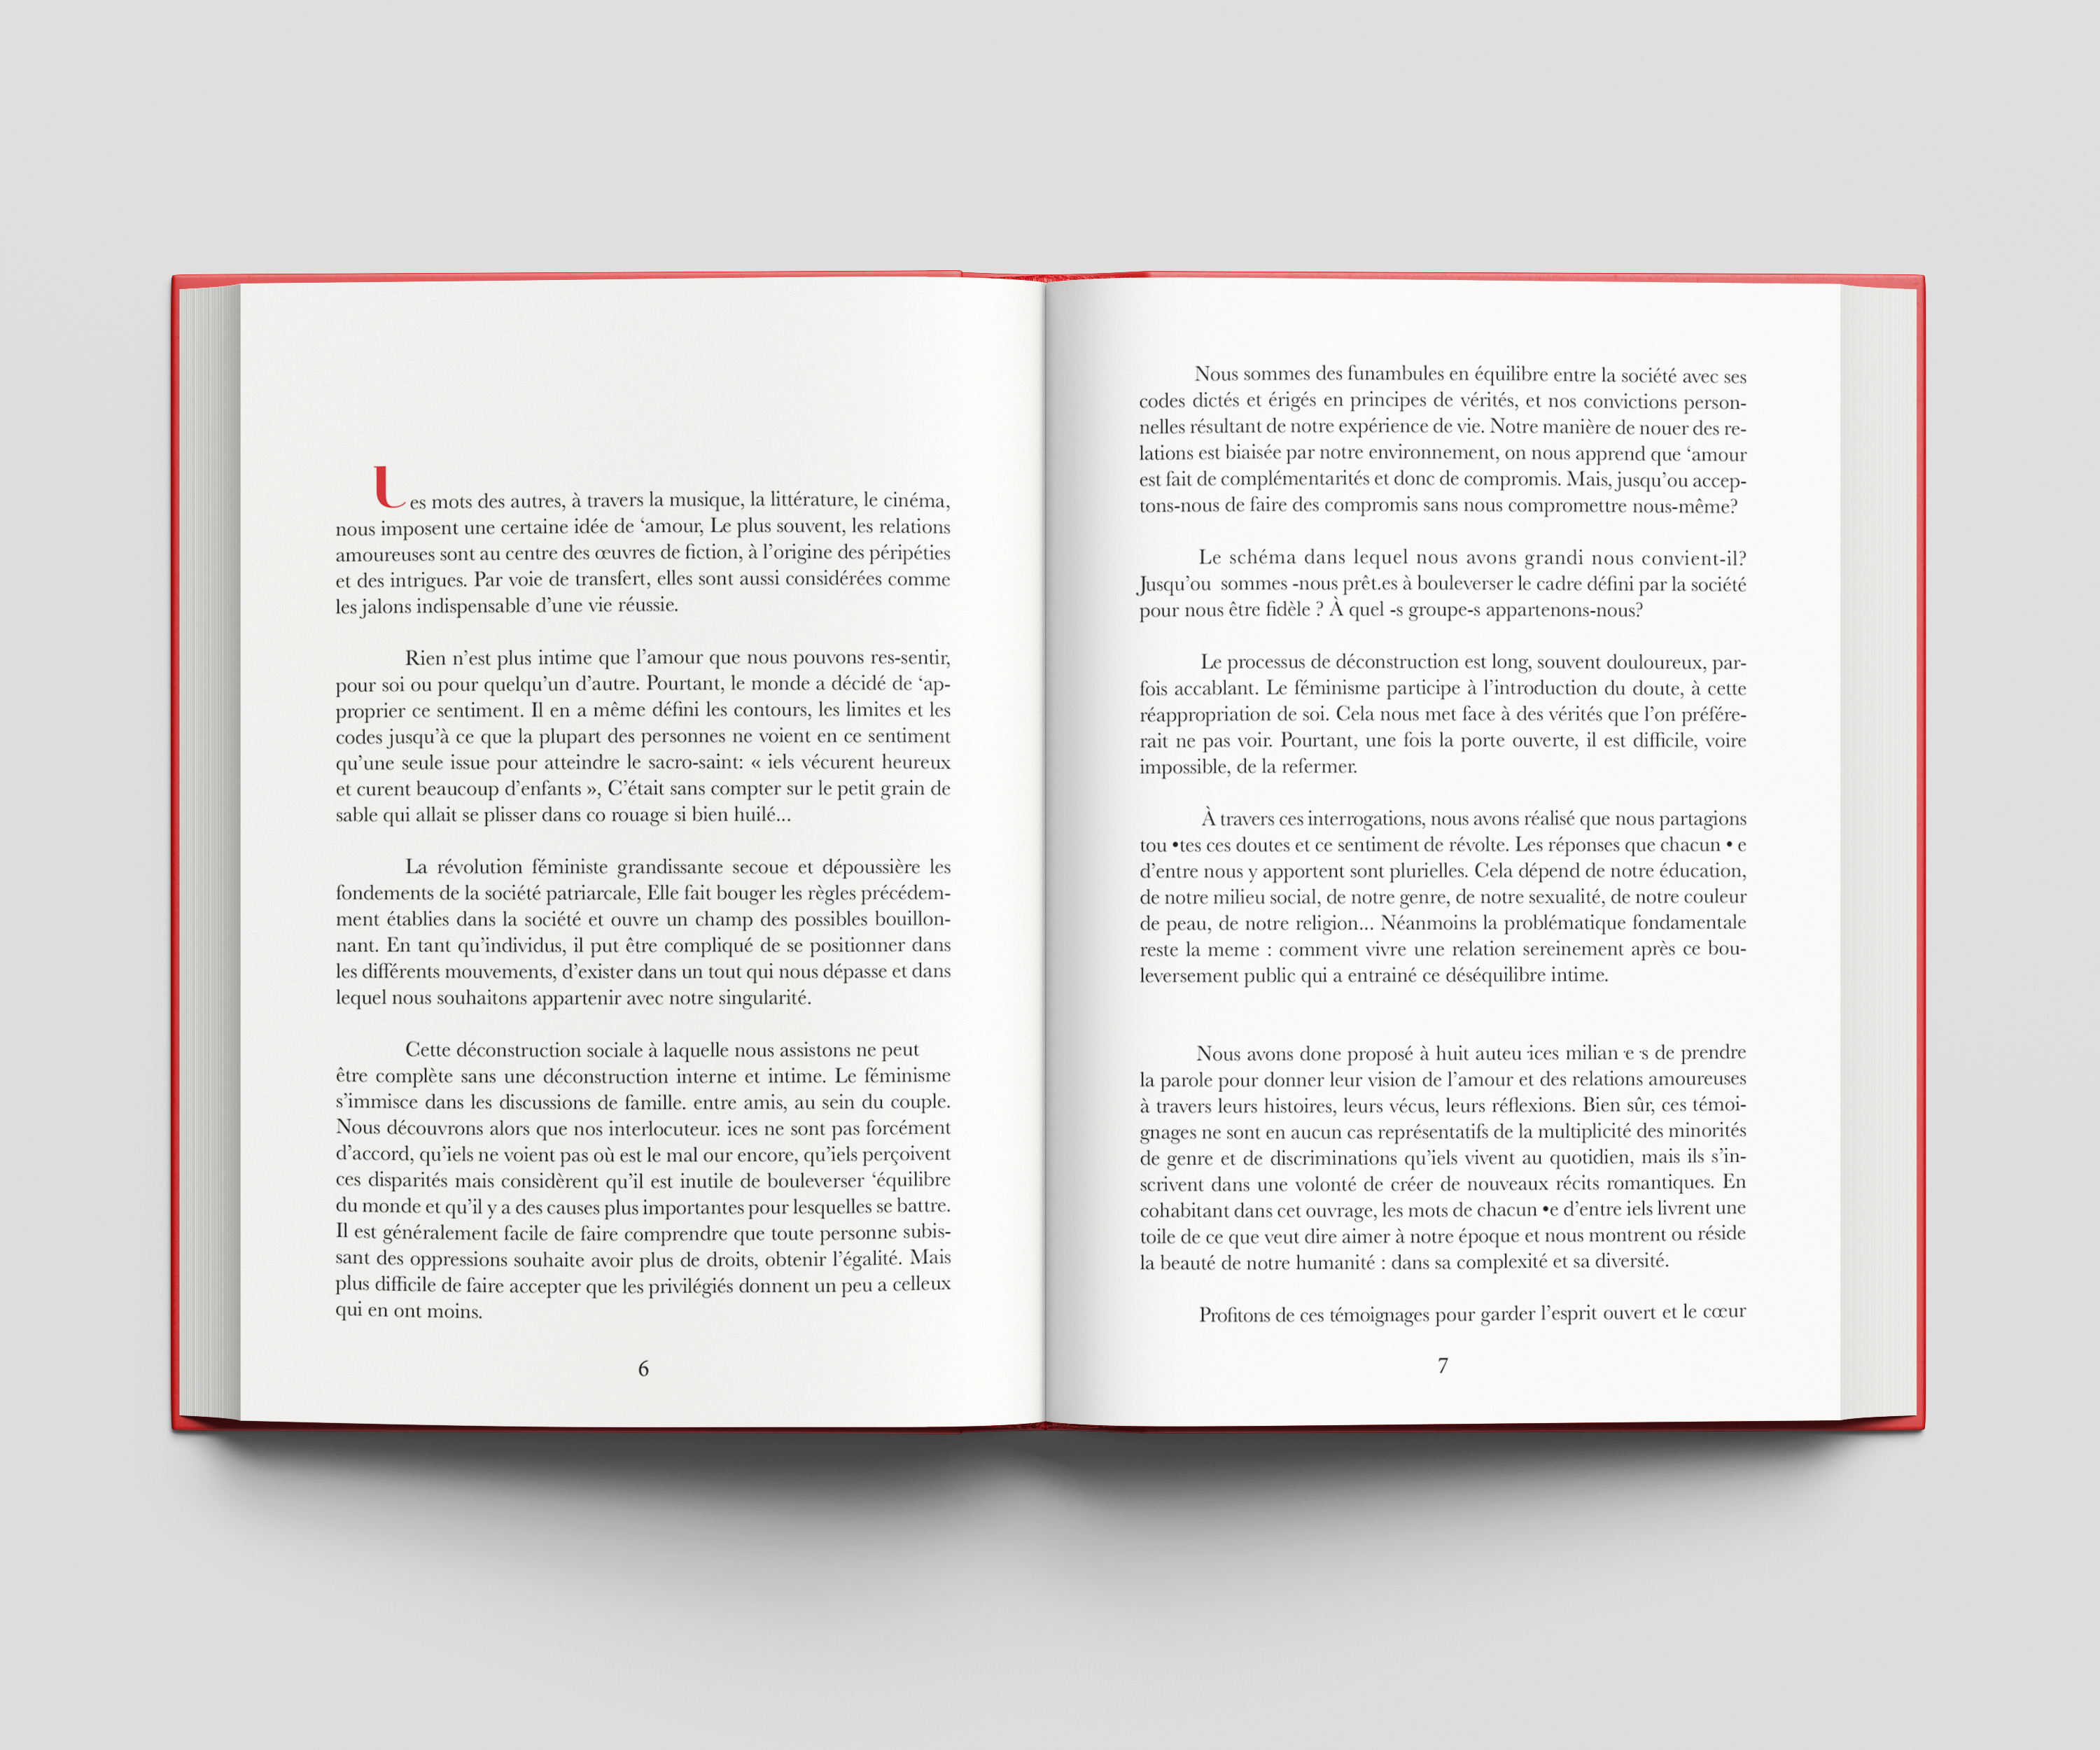 Les mots des autres, à travers la musique, la littérature, le cinéma,
nous imposent une certaine idée de ‘amour, Le plus souvent, les relations
amoureuses sont au centre des œuvres de fiction, à l’origine des péripéties
et des intrigues. Par voie de transfert, elles sont aussi considérées comme
les jalons indispensable d’une vie réussie.
Rien n’est plus intime que l’amour que nous pouvons res-sentir,
pour soi ou pour quelqu’un d’autre. Pourtant, le monde a décidé de ‘ap-
proprier ce sentiment. Il en a même défini les contours, les limites et les
codes jusqu’à ce que la plupart des personnes ne voient en ce sentiment
qu’une seule issue pour atteindre le sacro-saint: « iels vécurent heureux
et curent beaucoup d’enfants », C’était sans compter sur le petit grain de
sable qui allait se plisser dans co rouage si bien huilé...
La révolution féministe grandissante secoue et dépoussière les
fondements de la société patriarcale, Elle fait bouger les règles précédem-
ment établies dans la société et ouvre un champ des possibles bouillon-
nant. En tant qu’individus, il put être compliqué de se positionner dans
les différents mouvements, d’exister dans un tout qui nous dépasse et dans
lequel nous souhaitons appartenir avec notre singularité.
Cette déconstruction sociale à laquelle nous assistons ne peut
être complète sans une déconstruction interne et intime. Le féminisme
s’immisce dans les discussions de famille. entre amis, au sein du couple.
Nous découvrons alors que nos interlocuteur. ices ne sont pas forcément
d’accord, qu’iels ne voient pas où est le mal our encore, qu’iels perçoivent
ces disparités mais considèrent qu’il est inutile de bouleverser ‘équilibre
du monde et qu’il y a des causes plus importantes pour lesquelles se battre.
Il est généralement facile de faire comprendre que toute personne subis-
sant des oppressions souhaite avoir plus de droits, obtenir l’égalité. Mais
plus difficile de faire accepter que les privilégiés donnent un peu a celleux
qui en ont moins.
6
Nous sommes des funambules en équilibre entre la société avec ses
codes dictés et érigés en principes de vérités, et nos convictions person-
nelles résultant de notre expérience de vie. Notre manière de nouer des re-
lations est biaisée par notre environnement, on nous apprend que ‘amour
est fait de complémentarités et donc de compromis. Mais, jusqu’ou accep-
tons-nous de faire des compromis sans nous compromettre nous-même?
Le schéma dans lequel nous avons grandi nous convient-il?
Jusqu’ou sommes -nous prêt.es à bouleverser le cadre défini par la société
pour nous être fidèle ? À quel -s groupe-s appartenons-nous?
Le processus de déconstruction est long, souvent douloureux, par-
fois accablant. Le féminisme participe à l’introduction du doute, à cette
réappropriation de soi. Cela nous met face à des vérités que l’on préfére-
rait ne pas voir. Pourtant, une fois la porte ouverte, il est difficile, voire
impossible, de la refermer.
À travers ces interrogations, nous avons réalisé que nous partagions
tou •tes ces doutes et ce sentiment de révolte. Les réponses que chacun • e
d’entre nous y apportent sont plurielles. Cela dépend de notre éducation,
de notre milieu social, de notre genre, de notre sexualité, de notre couleur
de peau, de notre religion... Néanmoins la problématique fondamentale
reste la meme : comment vivre une relation sereinement après ce bou-
leversement public qui a entrainé ce déséquilibre intime.
Nous avons done proposé à huit auteu·ices milian·e·s de prendre
la parole pour donner leur vision de l’amour et des relations amoureuses
à travers leurs histoires, leurs vécus, leurs réflexions. Bien sûr, ces témoi-
gnages ne sont en aucun cas représentatifs de la multiplicité des minorités
de genre et de discriminations qu’iels vivent au quotidien, mais ils s’in-
scrivent dans une volonté de créer de nouveaux récits romantiques. En
cohabitant dans cet ouvrage, les mots de chacun •e d’entre iels livrent une
toile de ce que veut dire aimer à notre époque et nous montrent ou réside
la beauté de notre humanité : dans sa complexité et sa diversité.
Profitons de ces témoignages pour garder l’esprit ouvert et le cœur
7